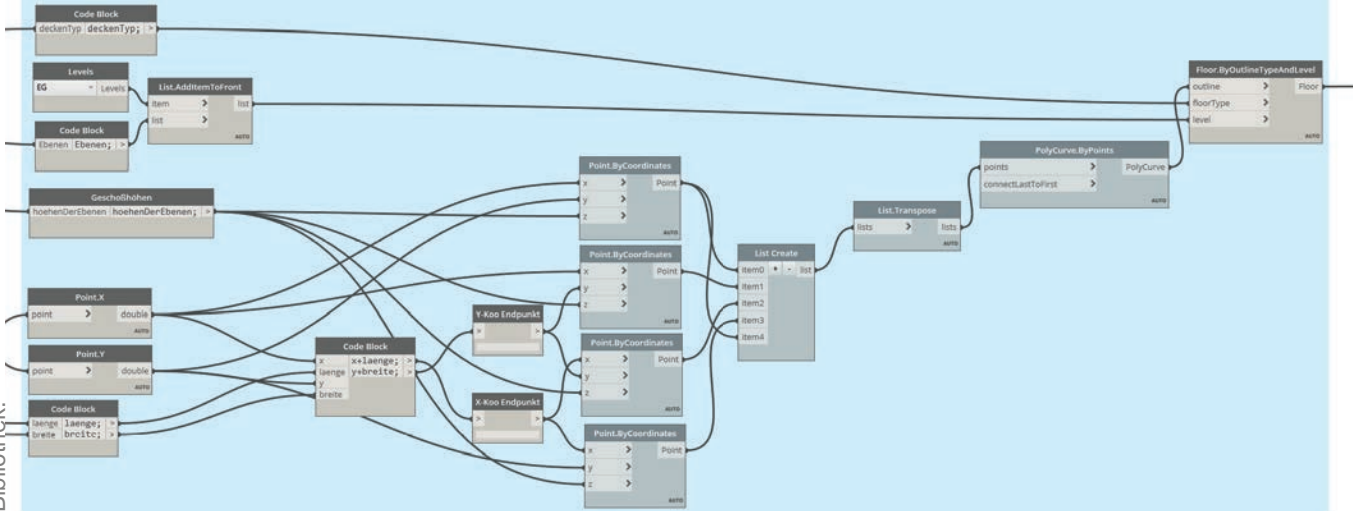 Code Block
deckenTyp deckenTyp; >
Levels
EG Levels
List.AddItemToFront
item > list
list >
AUTO
Code Block
Ebenen Ebenen; >
Geschoßhöhen
hoehenDerEbenen hoehenDerEbenen; >
Point.X
point > double
AUTO
Point.Y
point > double
AUTO
Code Block
laenge laenge; >
breite breite; >
Code Block
x x+laenge; >
laenge y+breite; >
y
breite
Y-Koo Endpunkt
> >
X-Koo Endpunkt
> >
Point.ByCoordinates
x > Point
y >
z >
AUTO
Point.ByCoordinates
x > Point
y >
z >
AUTO
Point.ByCoordinates
x > Point
y >
z >
AUTO
Point.ByCoordinates
x > Point
y >
z >
AUTO
List Create
item0 + - list
item1
item2
item3
item4
List.Transpose
lists > lists
AUTO
PolyCurve.ByPoints
points > PolyCurve
connectLastToFirst >
AUTO
Floor.ByOutlineTypeAndLevel
outline > Floor
floorType >
level >
AUTO